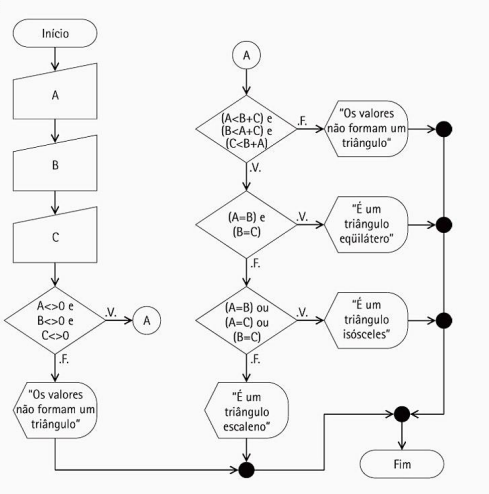 Início
A
B
C
A<>0 e
B<>0 e
C<>0
.V.
A
.F.
"Os valores
não formam um
triângulo"
A
(A<B+C) e
(B<A+C) e
(C<B+A)
.F.
"Os valores
não formam um
triângulo"
.V.
(A=B) e
(B=C)
.V.
"É um
triângulo
eqüilátero"
.F.
(A=B) ou
(A=C) ou
(B=C)
.V.
"É um
triângulo
isósceles"
.F.
"É um
triângulo
escaleno"
Fim